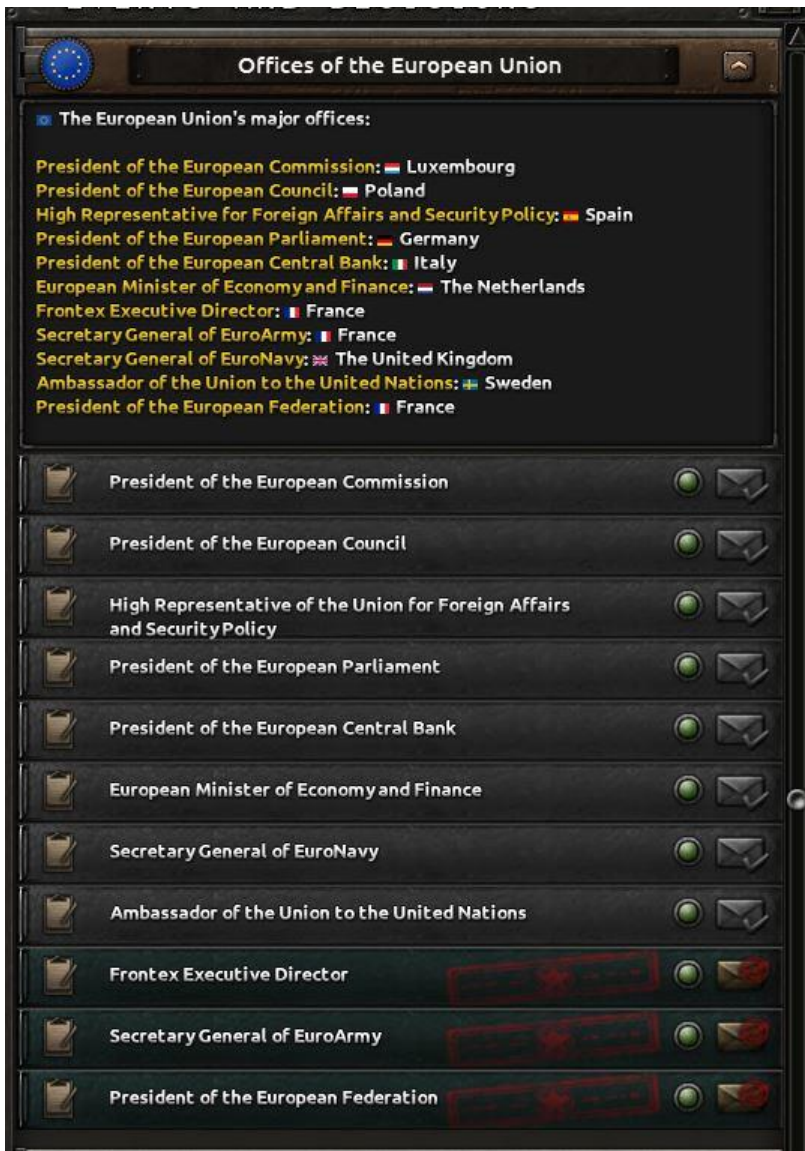 EVENTS AND DECISIONS
Offices of the European Union
The European Union's major offices:
President of the European Commission: Luxembourg
President of the European Council: Poland
High Representative for Foreign Affairs and Security Policy: Spain
President of the European Parliament: Germany
President of the European Central Bank: Italy
European Minister of Economy and Finance: The Netherlands
Frontex Executive Director: France
Secretary General of EuroArmy: France
Secretary General of EuroNavy: The United Kingdom
Ambassador of the Union to the United Nations: Sweden
President of the European Federation: France
President of the European Commission
President of the European Council
High Representative of the Union for Foreign Affairs
and Security Policy
President of the European Parliament
President of the European Central Bank
European Minister of Economy and Finance
Secretary General of EuroNavy
Ambassador of the Union to the United Nations
Frontex Executive Director
Secretary General of EuroArmy
President of the European Federation